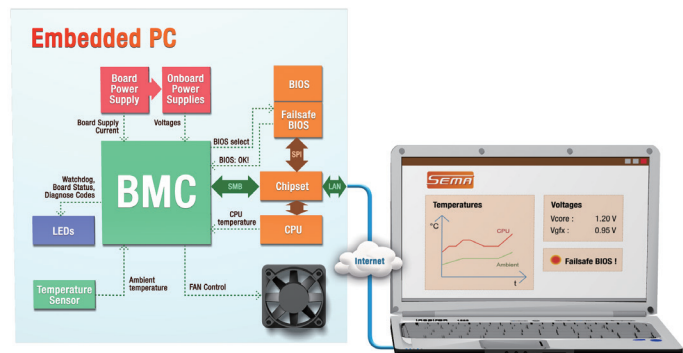 Embedded PC
Board
Power
Supply
Onboard
Power
Supplies
BIOS
Failsafe
BIOS
Board Supply
Current
Voltages
BIOS select
BIOS: OK!
SPI
Watchdog,
Board Status,
Diagnose Codes
BMC
SMB
Chipset
LAN
LEDs
CPU
temperature
CPU
Temperature
Sensor
Ambient
temperature
FAN Control
Internet
SEMA
Temperatures
°C
CPU
Ambient
t
Voltages
Vcore : 1.20 V
Vgfx : 0.95 V
Failsafe BIOS !